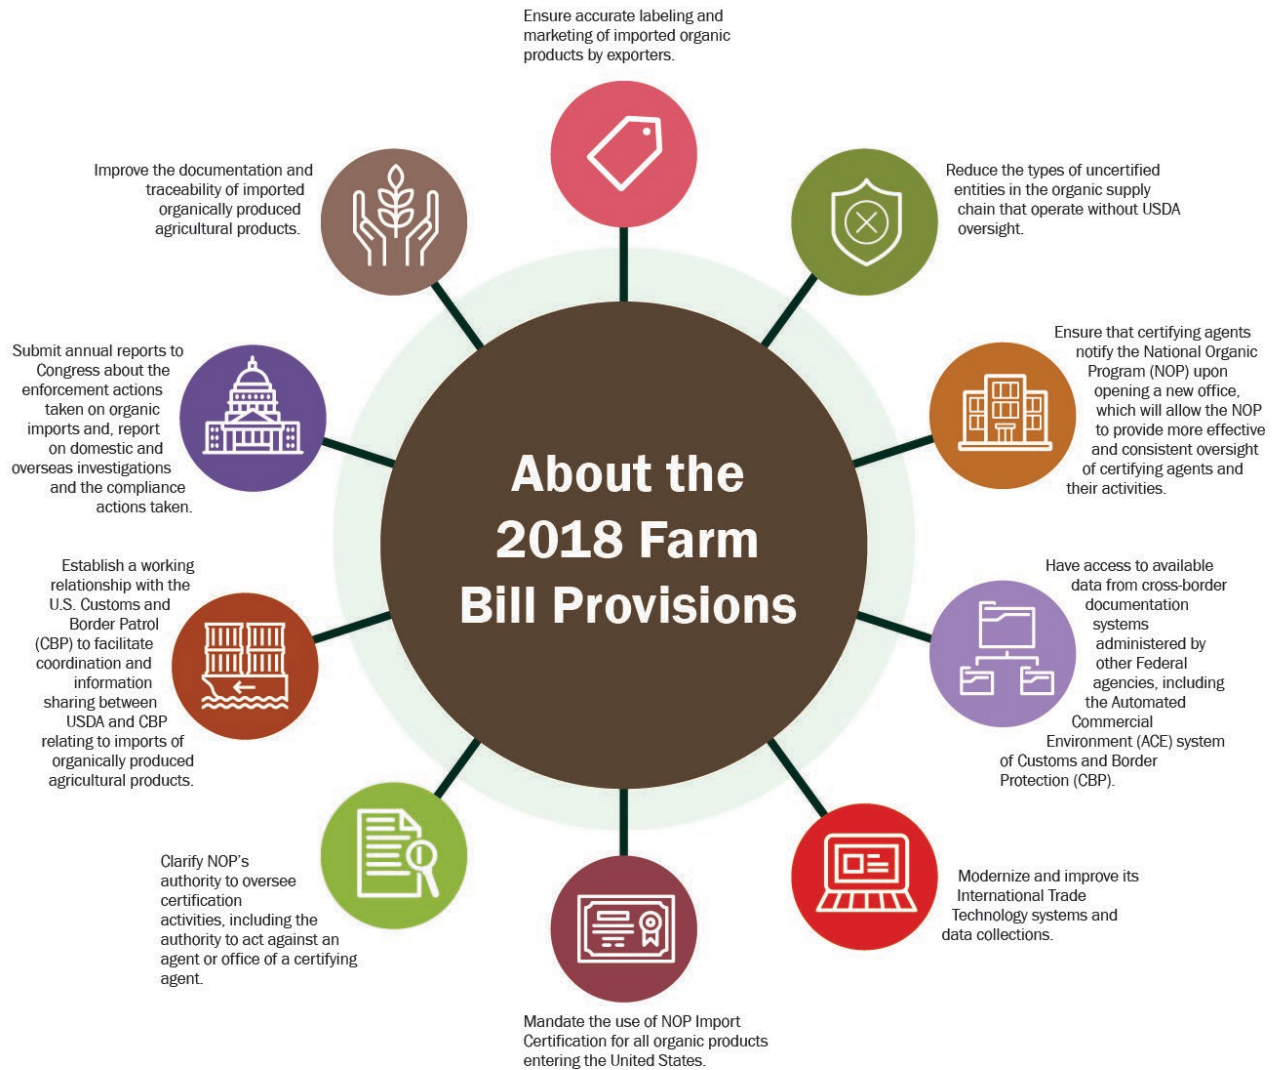 Ensure accurate labeling and
marketing of imported organic
products by exporters.
Reduce the types of uncertified
entities in the organic supply
chain that operate without USDA
oversight.
Ensure that certifying agents
notify the National Organic
Program (NOP) upon
opening a new office,
which will allow the NOP
to provide more effective
and consistent oversight
of certifying agents and
their activities.
Have access to available
data from cross-border
documentation
systems
administered by
other Federal
agencies, including
the Automated
Commercial
Environment (ACE) system
of Customs and Border
Protection (CBP).
Modernize and improve its
International Trade
Technology systems and
data collections.
Mandate the use of NOP Import
Certification for all organic products
entering the United States.
Clarify NOP's
authority to oversee
certification
activities, including the
authority to act against an
agent or office of a certifying
agent.
Establish a working
relationship with the
U.S. Customs and
Border Patrol
(CBP) to facilitate
coordination and
information
sharing between
USDA and CBP
relating to imports of
organically produced
agricultural products.
Submit annual reports to
Congress about the
enforcement actions
taken on organic
imports and, report
on domestic and
overseas investigations
and the compliance
actions taken.
Improve the documentation and
traceability of imported
organically produced
agricultural products.
About the
2018 Farm
Bill Provisions